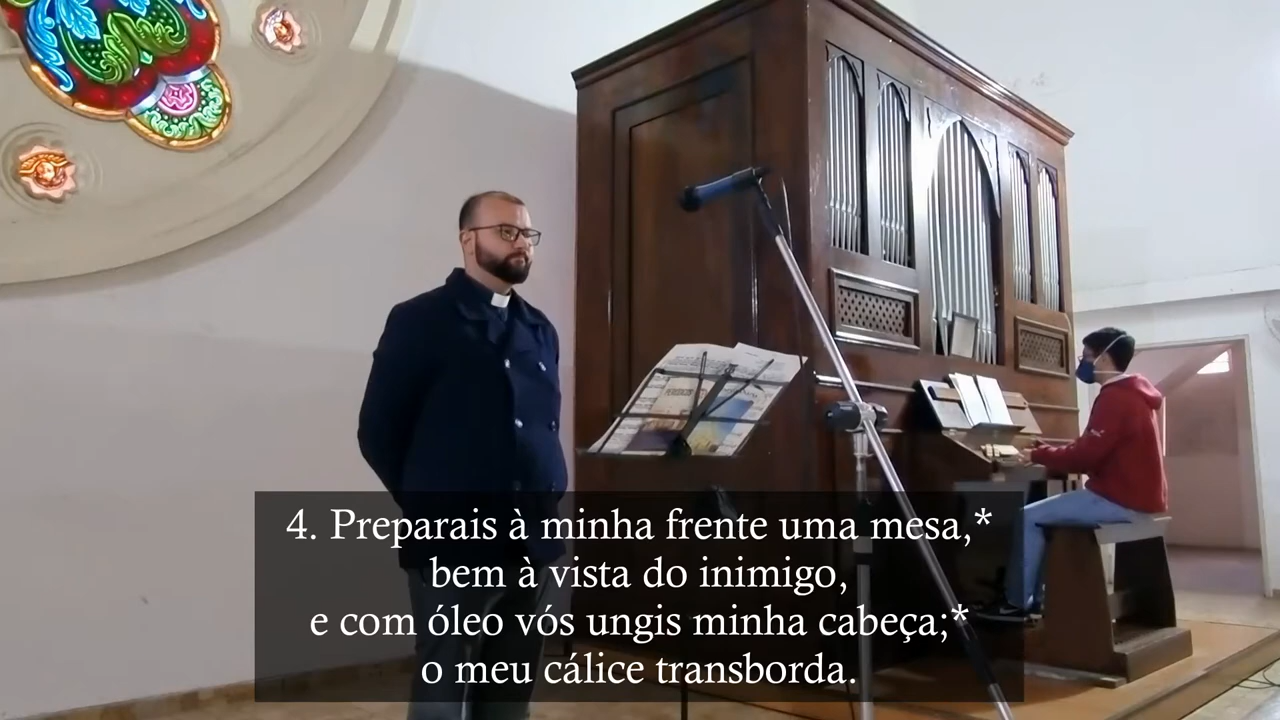 4. Preparais à minha frente uma mesa,*
bem à vista do inimigo,
e com óleo vós ungis minha cabeça;*
o meu cálice transborda.